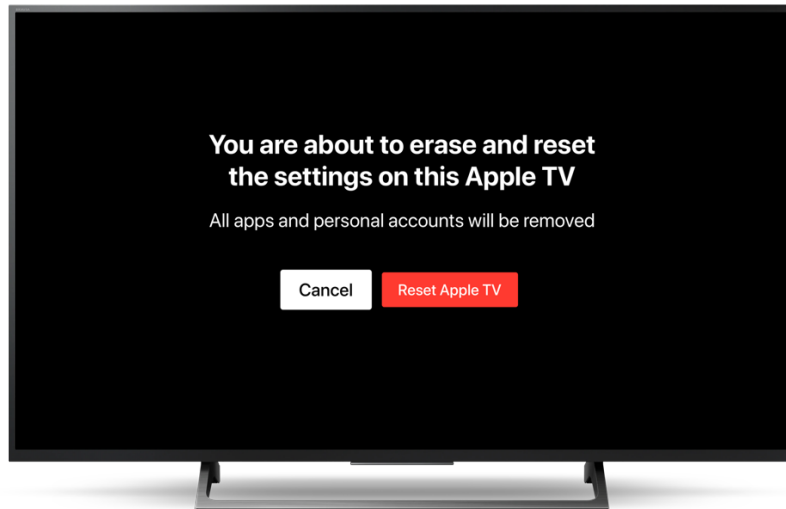 You are about to erase and reset
the settings on this Apple TV
All apps and personal accounts will be removed
Cancel
Reset Apple TV